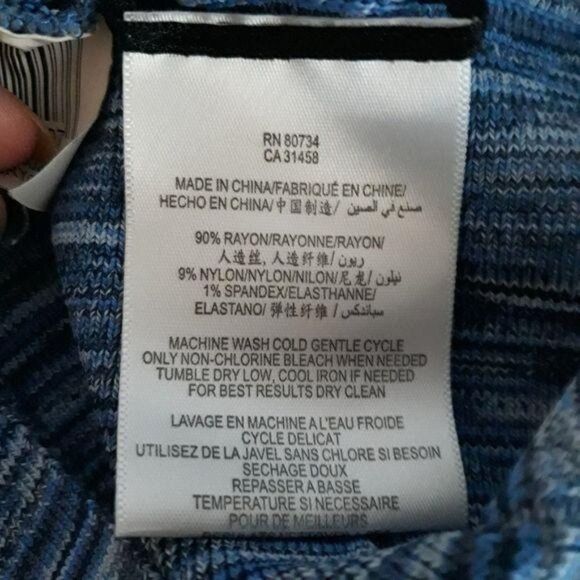 RN 80734
CA 31458
MADE IN CHINA/FABRIQUÉ EN CHINE/
HECHO EN CHINA/中国制造/ صنع في الصين
90% RAYON/RAYONNE/RAYON/
人造丝, 人造纤维/ ريون/
9% NYLON/NYLON/NILON/尼龙/ نيلون/
1% SPANDEX/ELASTHANNE/
ELASTANO/ 弹性纤维/ سباندكس
MACHINE WASH COLD GENTLE CYCLE
ONLY NON-CHLORINE BLEACH WHEN NEEDED
TUMBLE DRY LOW, COOL IRON IF NEEDED
FOR BEST RESULTS DRY CLEAN
LAVAGE EN MACHINE A L'EAU FROIDE
CYCLE DELICAT
UTILISEZ DE LA JAVEL SANS CHLORE SI BESOIN
SECHAGE DOUX
REPASSER A BASSE
TEMPERATURE SI NECESSAIRE
POUR DE MEILLEURS